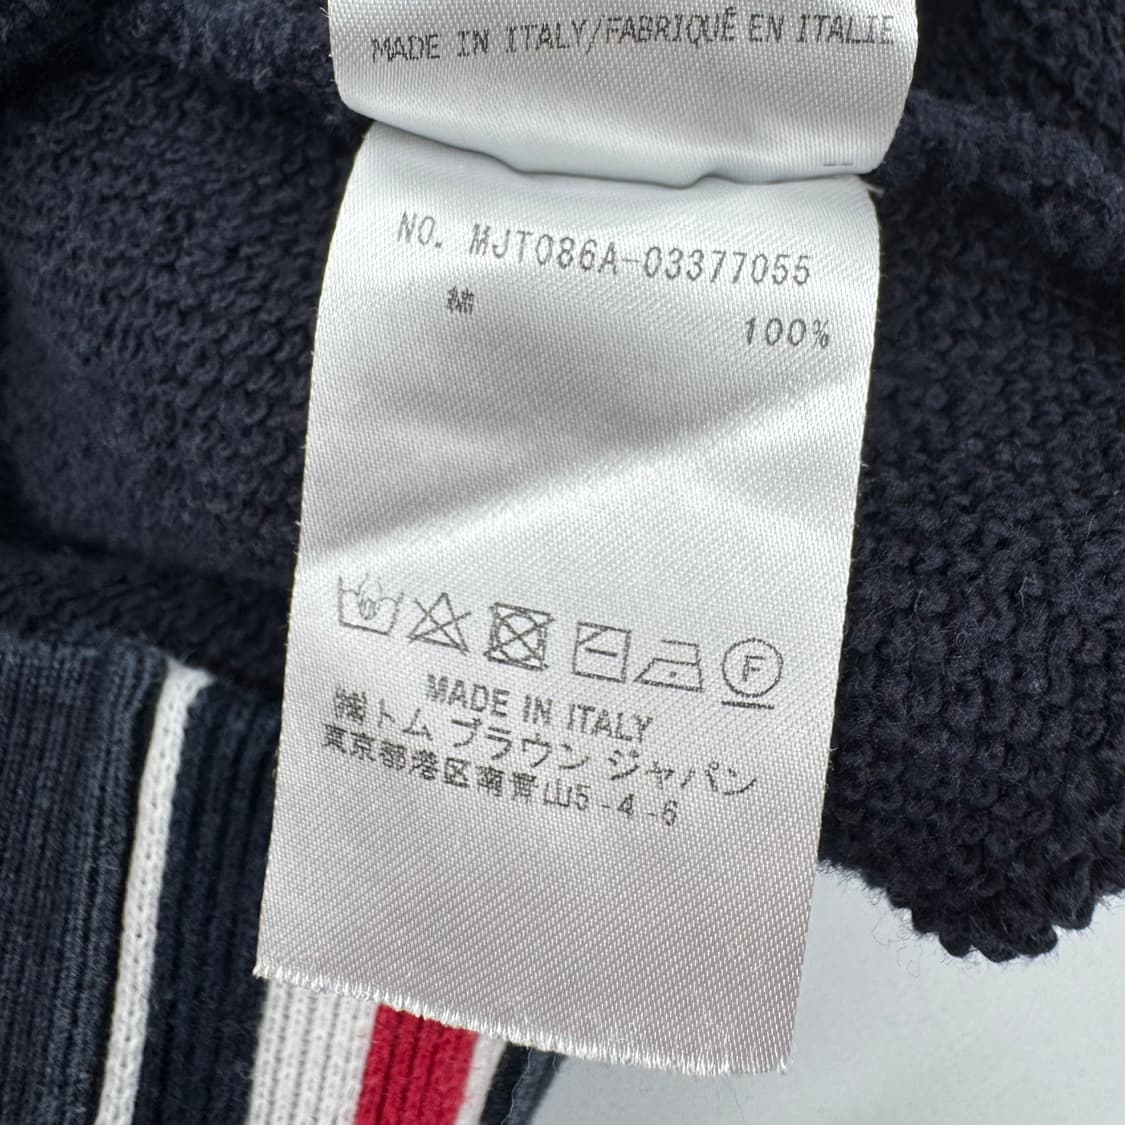 MADE IN ITALY/FABRIQUÉ EN ITALIE
NO. MJT086A-03377055
綿 100%
F
MADE IN ITALY
㈱トム ブラウン ジャパン
東京都港区南青山5-4-6